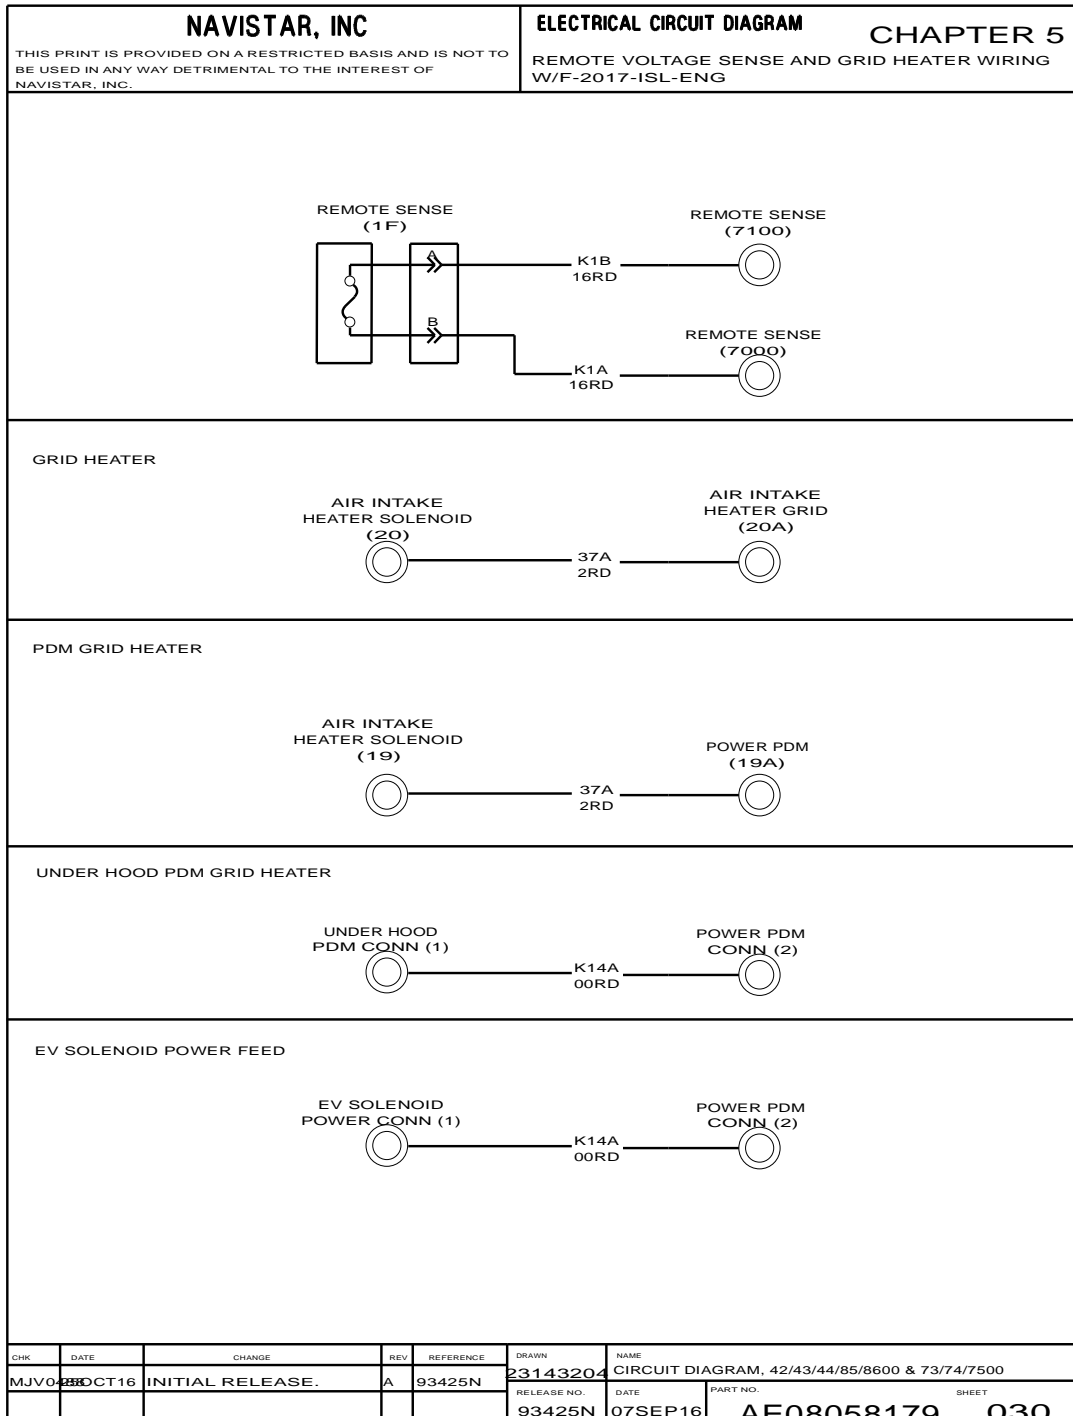 NAVISTAR, INC
THIS PRINT IS PROVIDED ON A RESTRICTED BASIS AND IS NOT TO
BE USED IN ANY WAY DETRIMENTAL TO THE INTEREST OF
NAVISTAR, INC.
ELECTRICAL CIRCUIT DIAGRAM
CHAPTER 5
REMOTE VOLTAGE SENSE AND GRID HEATER WIRING
W/F-2017-ISL-ENG
REMOTE SENSE
(1F)
A
B
K1B
16RD
REMOTE SENSE
(7100)
K1A
16RD
REMOTE SENSE
(7000)
GRID HEATER
AIR INTAKE
HEATER SOLENOID
(20)
37A
2RD
AIR INTAKE
HEATER GRID
(20A)
PDM GRID HEATER
AIR INTAKE
HEATER SOLENOID
(19)
37A
2RD
POWER PDM
(19A)
UNDER HOOD PDM GRID HEATER
UNDER HOOD
PDM CONN (1)
K14A
00RD
POWER PDM
CONN (2)
EV SOLENOID POWER FEED
EV SOLENOID
POWER CONN (1)
K14A
00RD
POWER PDM
CONN (2)
CHK DATE CHANGE REV REFERENCE
INITIAL RELEASE. A 93425N
DRAWN
23143204
NAME
CIRCUIT DIAGRAM, 42/43/44/85/8600 & 73/74/7500
RELEASE NO.
93425N
DATE
07SEP16
PART NO.
AE08058179
SHEET
030